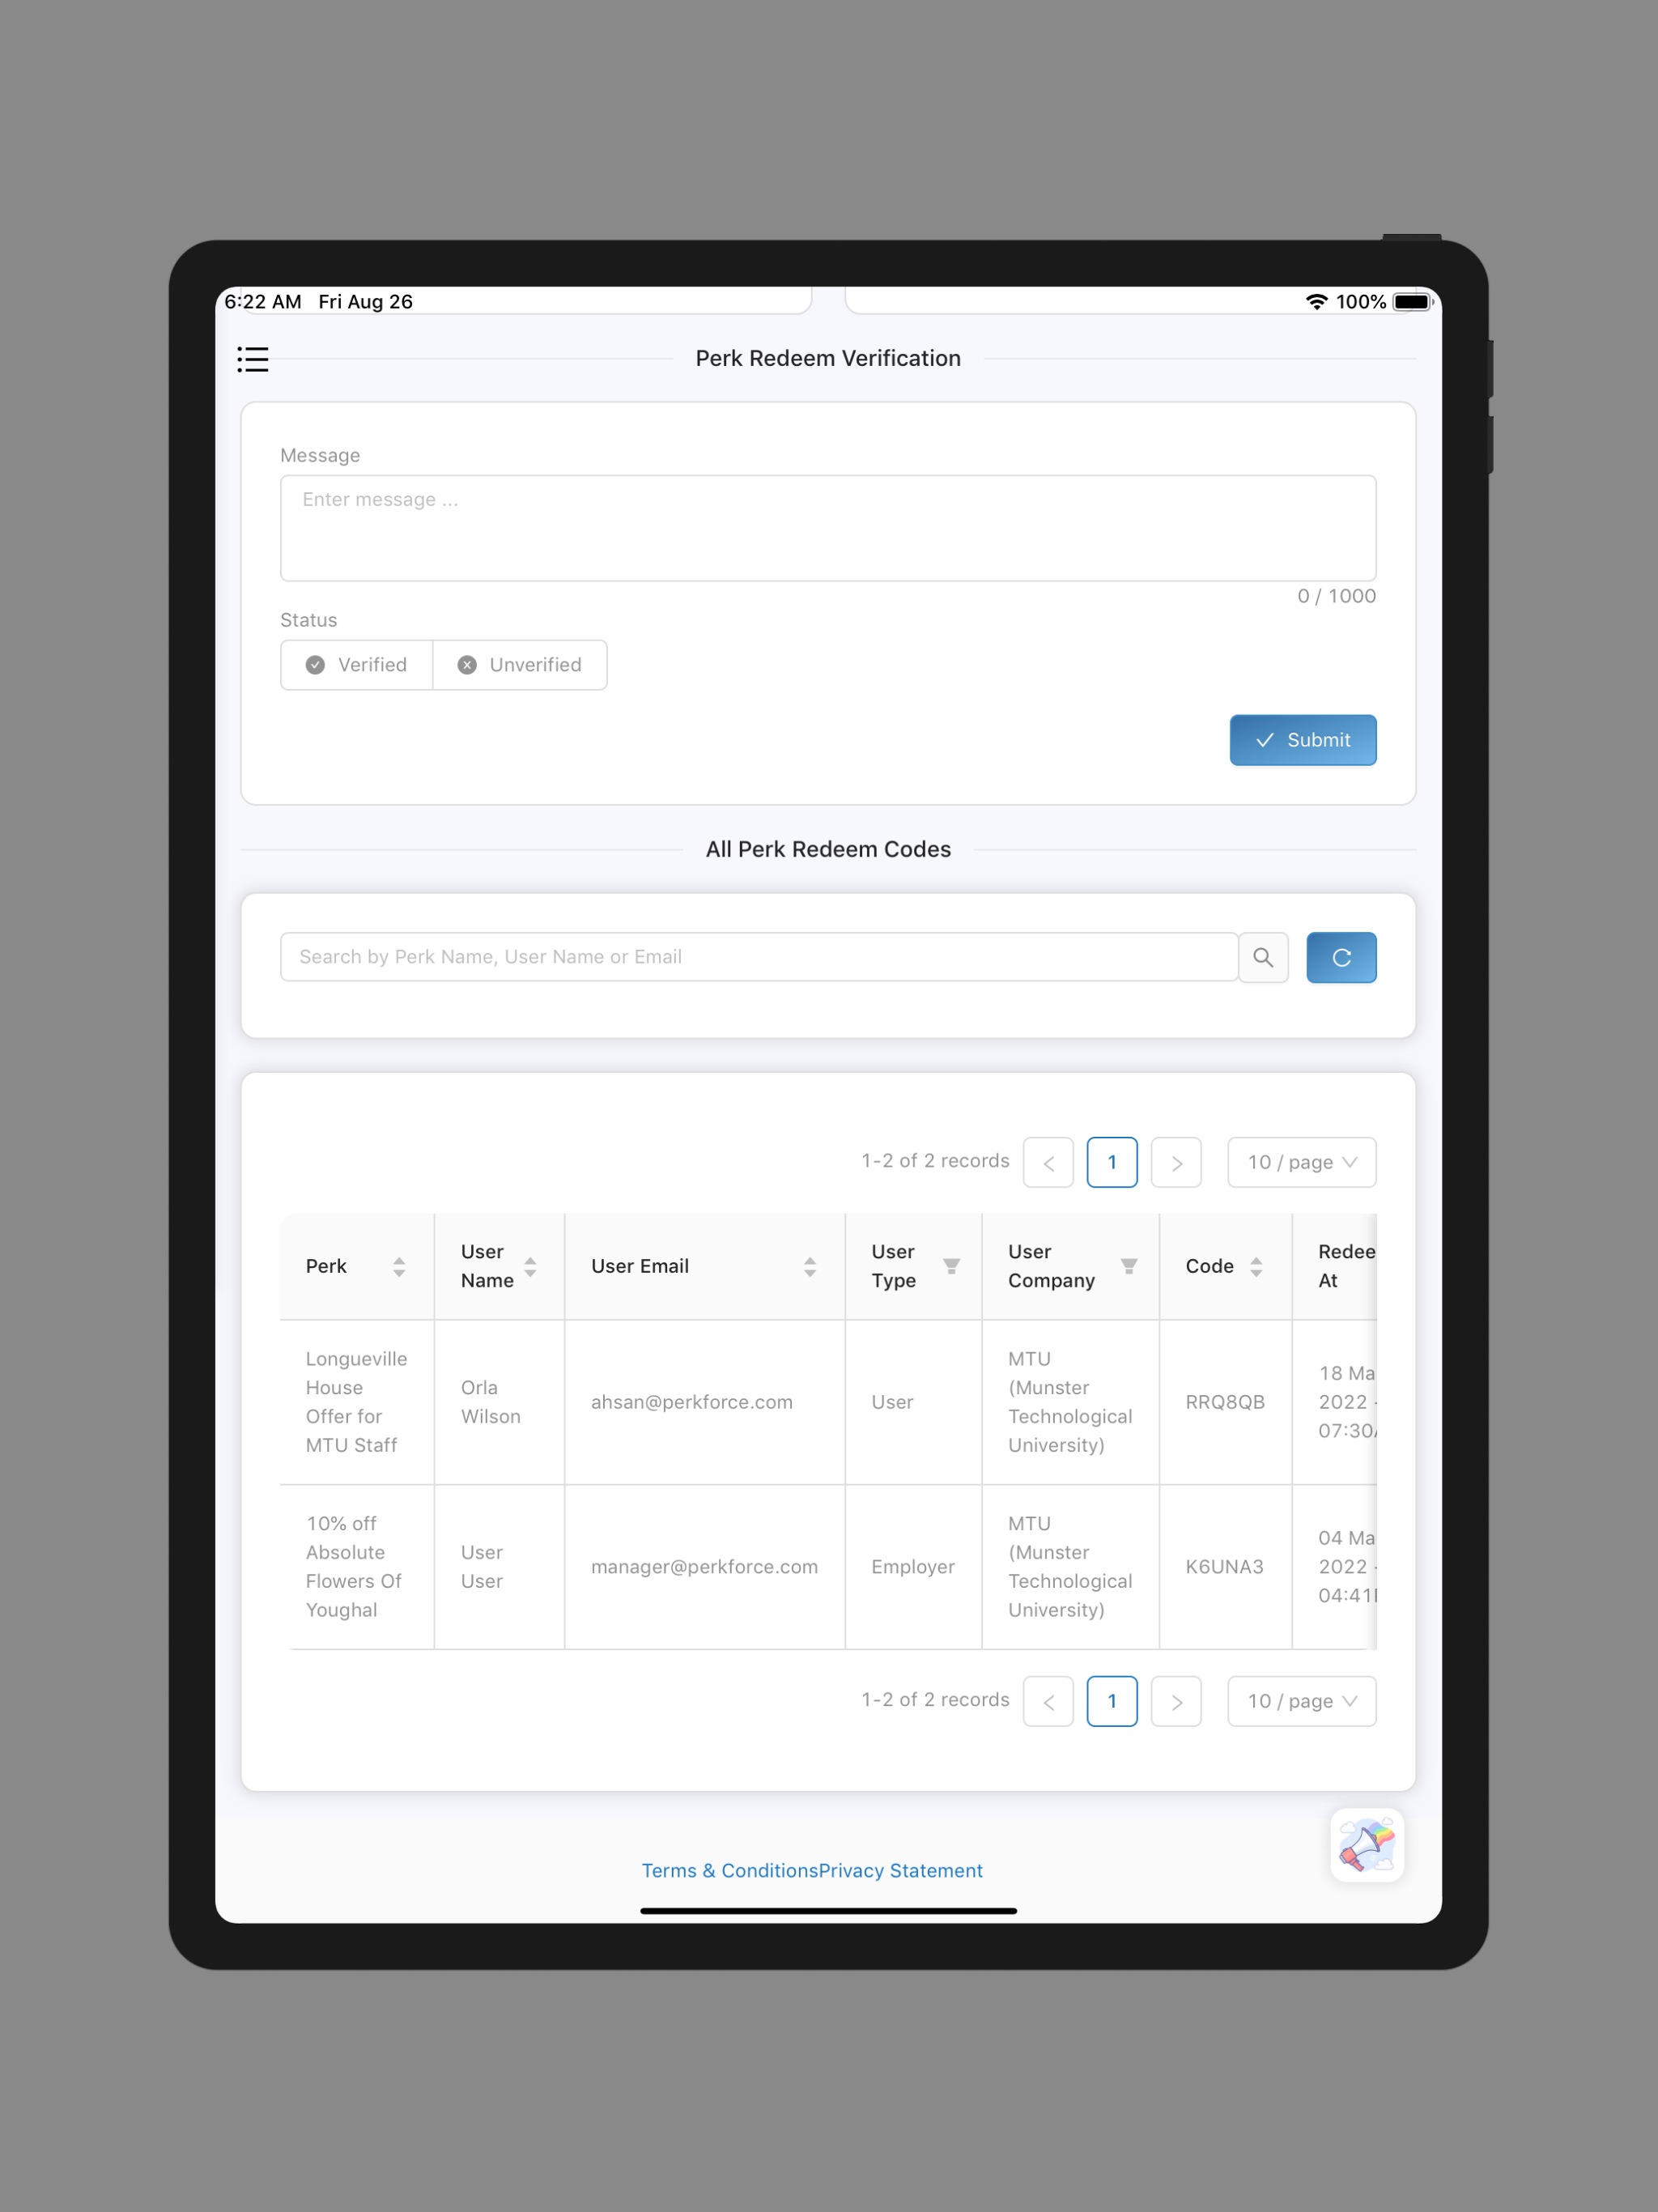 6:22 AM Fri Aug 26
100%
Perk Redeem Verification
Message
Enter message ...
0 / 1000
Status
Verified
Unverified
Submit
All Perk Redeem Codes
Search by Perk Name, User Name or Email
1-2 of 2 records
1
10 / page
Perk
User
Name
User Email
User
Type
User
Company
Code
Redee
At
Longueville
House
Offer for
MTU Staff
Orla
Wilson
ahsan@perkforce.com
User
MTU
(Munster
Technological
University)
RRQ8QB
18 Ma
2022 -
07:30
10% off
Absolute
Flowers Of
Youghal
User
User
manager@perkforce.com
Employer
MTU
(Munster
Technological
University)
K6UNA3
04 Ma
2022 -
04:41
1-2 of 2 records
1
10 / page
Terms & ConditionsPrivacy Statement